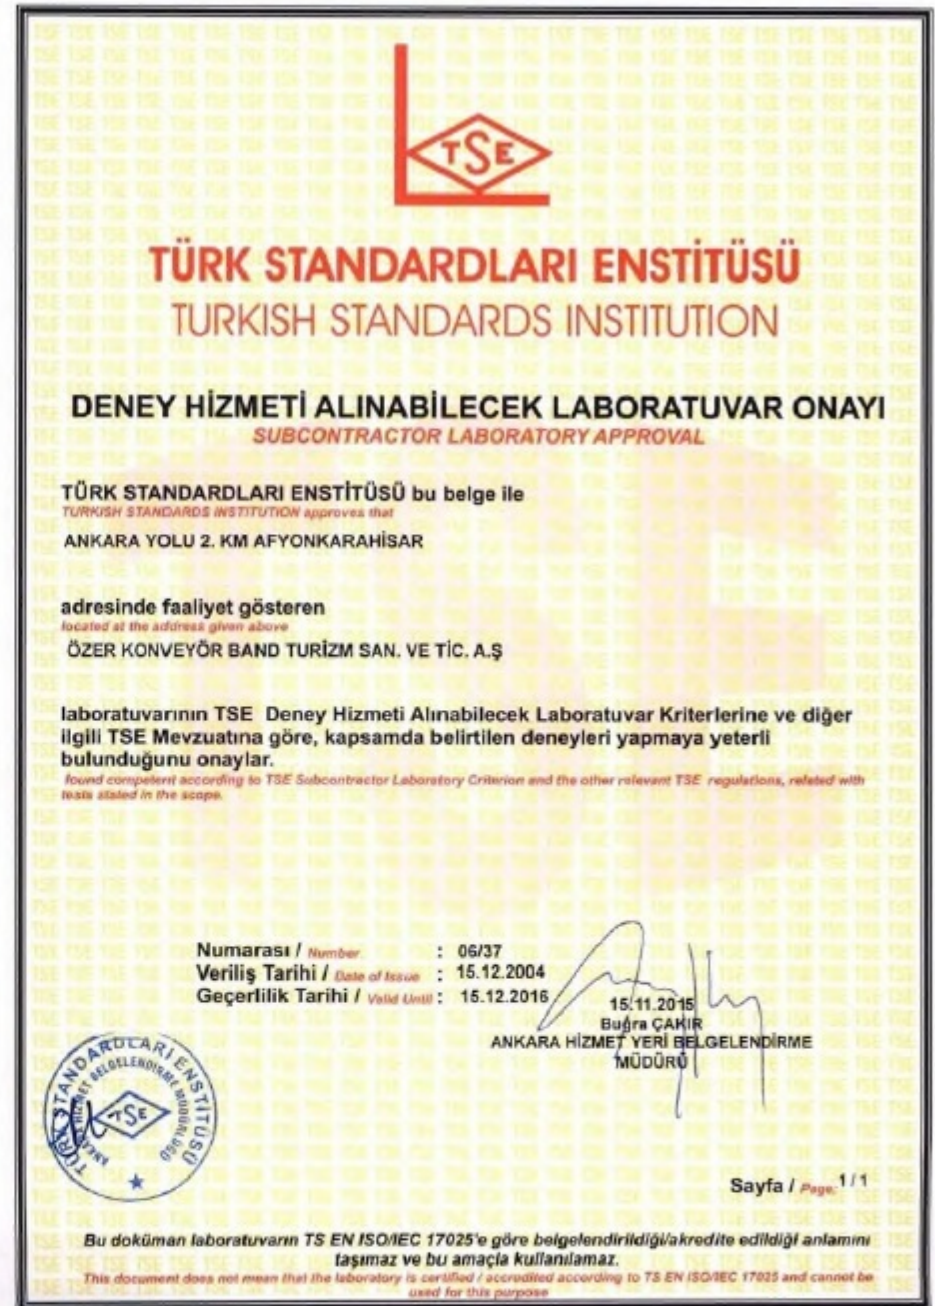 TSE
TÜRK STANDARDLARI ENSTİTÜSÜ
TURKISH STANDARDS INSTITUTION
DENEY HİZMETİ ALINABİLECEK LABORATUVAR ONAYI
SUBCONTRACTOR LABORATORY APPROVAL
TÜRK STANDARDLARI ENSTİTÜSÜ bu belge ile
TURKISH STANDARDS INSTITUTION approves that
ANKARA YOLU 2. KM AFYONKARAHİSAR
adresinde faaliyet gösteren
located at the address given above
ÖZER KONVEYÖR BAND TURİZM SAN. VE TİC. A.Ş
laboratuvarının TSE Deney Hizmeti Alınabilecek Laboratuvar Kriterlerine ve diğer
ilgili TSE Mevzuatına göre, kapsamda belirtilen deneyleri yapmaya yeterli
bulunduğunu onaylar.
found competent according to TSE Subcontractor Laboratory Criterion and the other relevant TSE regulations, related with
tests stated in the scope.
Numarası / Number : 06/37
Veriliş Tarihi / Date of Issue : 15.12.2004
Geçerlilik Tarihi / Valid Until : 15.12.2016
15.11.2015
Buğra ÇAKIR
ANKARA HİZMET YERİ BELGELENDİRME
MÜDÜRÜ
TÜRK STANDARDLARI ENSTİTÜSÜ
TSE
Sayfa / Page: 1 / 1
Bu doküman laboratuvarın TS EN ISO/IEC 17025'e göre belgelendirildiği/akredite edildiği anlamını
taşımaz ve bu amaçla kullanılamaz.
This document does not mean that the laboratory is certified / accredited according to TS EN ISO/IEC 17025 and cannot be
used for this purpose